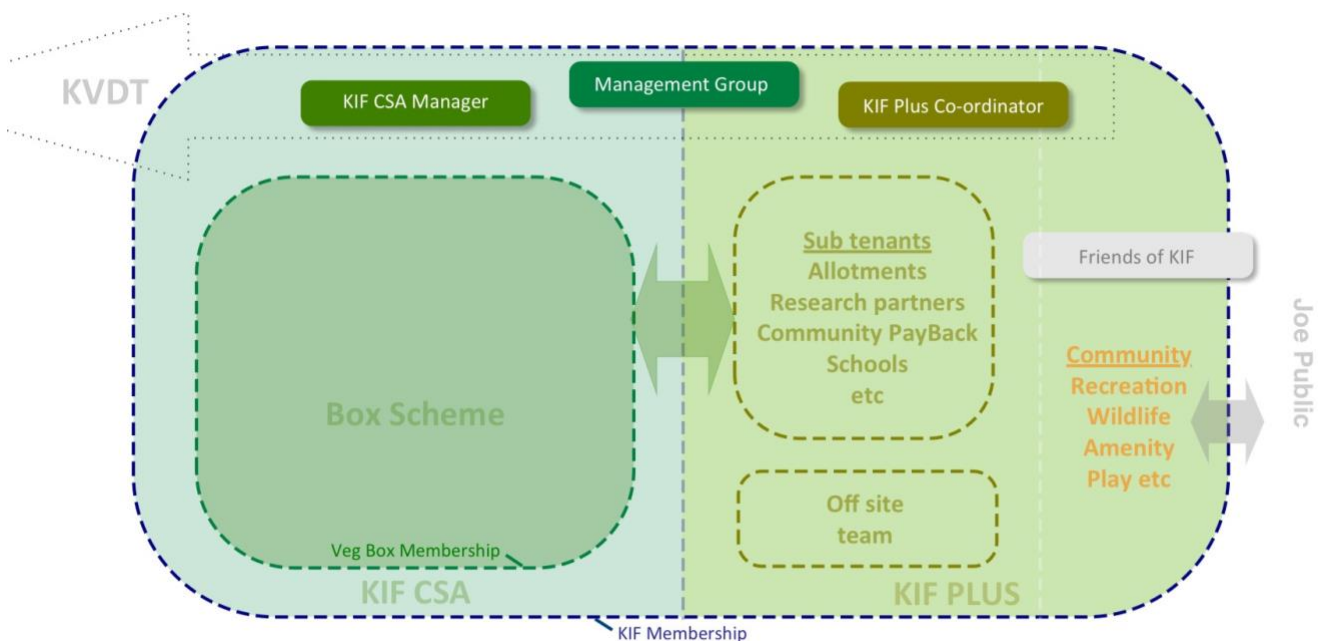 KVDT
KIF CSA Manager
Management Group
KIF Plus Co-ordinator
Sub tenants
Allotments
Research partners
Community PayBack
Schools
etc
Friends of KIF
Joe Public
Community
Recreation
Wildlife
Amenity
Play etc
Box Scheme
Off site
team
Veg Box Membership
KIF CSA
KIF PLUS
KIF Membership